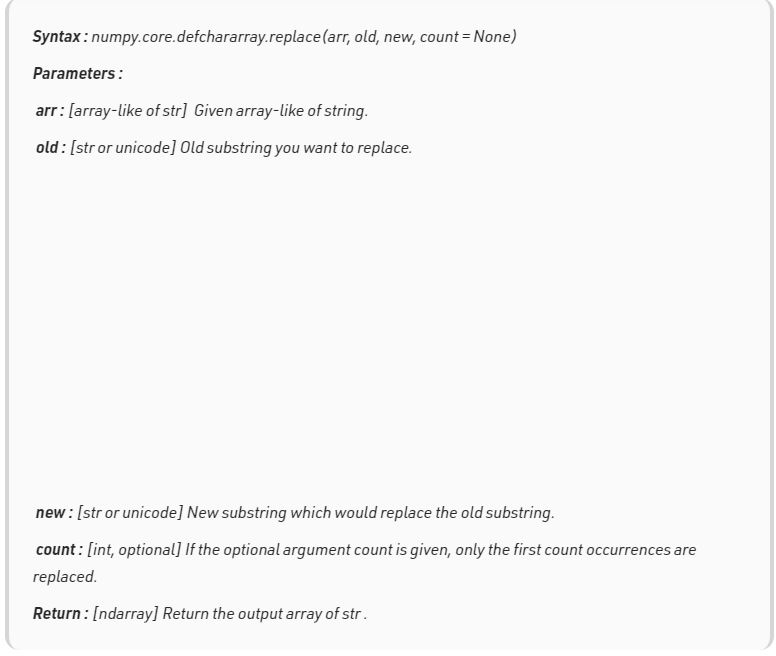 Syntax : numpy.core.defchararray.replace(arr, old, new, count = None)
Parameters :
arr : [array-like of str]  Given array-like of string.
old : [str or unicode] Old substring you want to replace.
new : [str or unicode] New substring which would replace the old substring.
count : [int, optional] If the optional argument count is given, only the first count occurrences are
replaced.
Return : [ndarray] Return the output array of str .